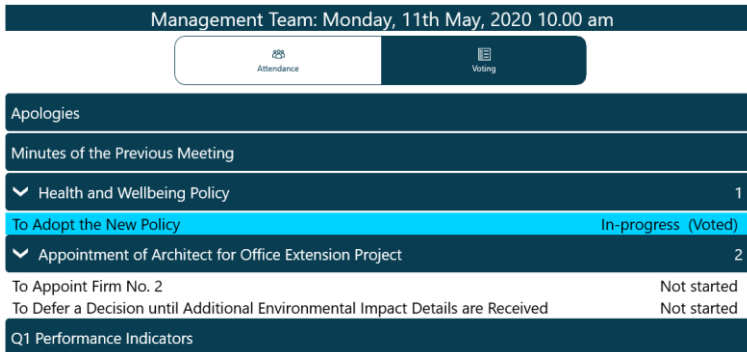 Management Team: Monday, 11th May, 2020 10.00 am
Attendance
Voting
Apologies
Minutes of the Previous Meeting
Health and Wellbeing Policy 1
To Adopt the New Policy In-progress (Voted)
Appointment of Architect for Office Extension Project 2
To Appoint Firm No. 2 Not started
To Defer a Decision until Additional Environmental Impact Details are Received Not started
Q1 Performance Indicators